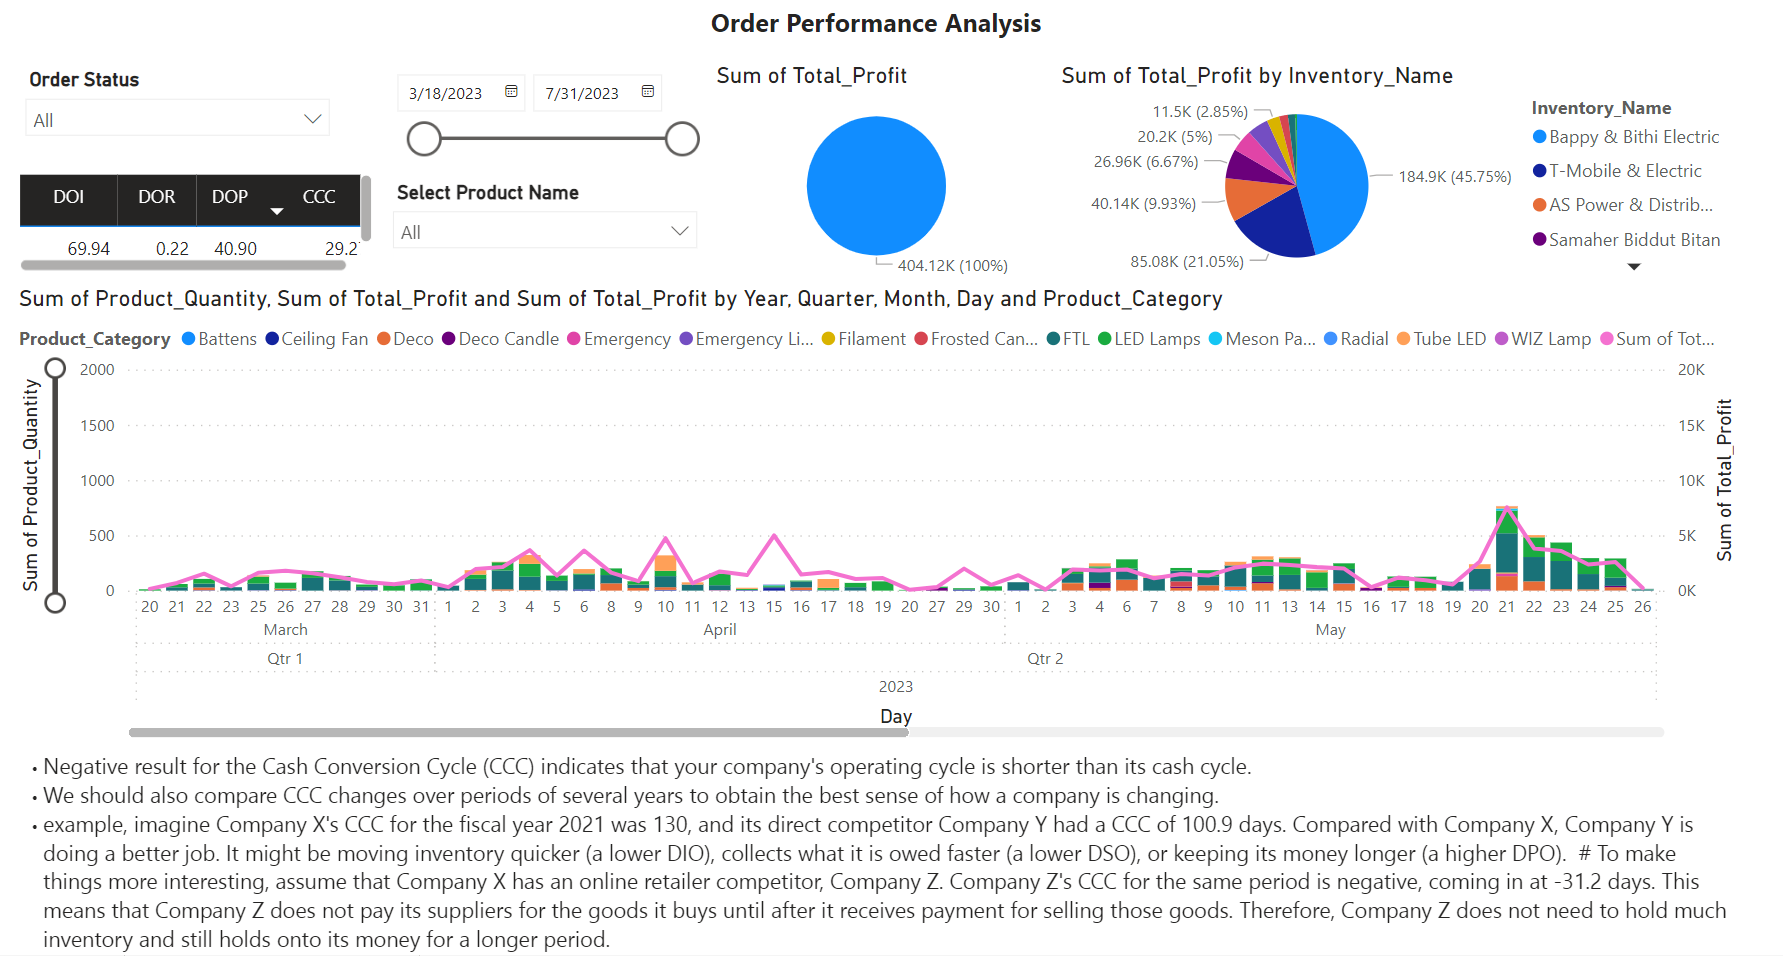 Order Performance Analysis
Order Status
All
DOI DOR DOP CCC
69.94 0.22 40.90
3/18/2023 7/31/2023
Select Product Name
All
Sum of Total_Profit
404.12K (100%)
Sum of Total_Profit by Inventory_Name
11.5K (2.85%)
20.2K (5%)
26.96K (6.67%)
40.14K (9.93%)
85.08K (21.05%)
184.9K (45.75%)
Inventory_Name
Bappy & Bithi Electric
T-Mobile & Electric
AS Power & Distrib...
Samaher Biddut Bitan
Sum of Product_Quantity, Sum of Total_Profit and Sum of Total_Profit by Year, Quarter, Month, Day and Product_Category
Product_Category Battens Ceiling Fan Deco Deco Candle Emergency Emergency Li... Filament Frosted Can... FTL LED Lamps Meson Pa... Radial Tube LED WIZ Lamp Sum of Tot...
Sum of Product_Quantity
2000
1500
1000
500
0
20K
15K
10K
5K
0K
Sum of Total_Profit
20 21 22 23 25 26 27 28 29 30 31 1 2 3 4 5 6 8 9 10 11 12 13 15 16 17 18 19 20 27 29 30 1 2 3 4 6 7 8 9 10 11 13 14 15 16 17 18 19 20 21 22 23 24 25 26
March April May
Qtr 1 Qtr 2
2023
Day
• Negative result for the Cash Conversion Cycle (CCC) indicates that your company's operating cycle is shorter than its cash cycle.
• We should also compare CCC changes over periods of several years to obtain the best sense of how a company is changing.
• example, imagine Company X's CCC for the fiscal year 2021 was 130, and its direct competitor Company Y had a CCC of 100.9 days. Compared with Company X, Company Y is
doing a better job. It might be moving inventory quicker (a lower DIO), collects what it is owed faster (a lower DSO), or keeping its money longer (a higher DPO).  # To make
things more interesting, assume that Company X has an online retailer competitor, Company Z. Company Z's CCC for the same period is negative, coming in at -31.2 days. This
means that Company Z does not pay its suppliers for the goods it buys until after it receives payment for selling those goods. Therefore, Company Z does not need to hold much
inventory and still holds onto its money for a longer period.